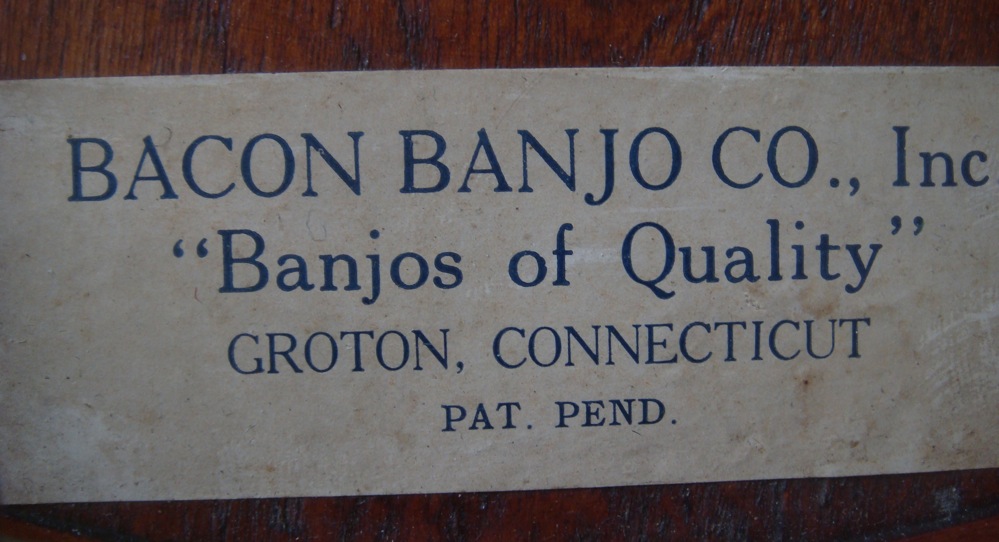 BACON BANJO CO., Inc
“Banjos of Quality”
GROTON, CONNECTICUT
PAT. PEND.